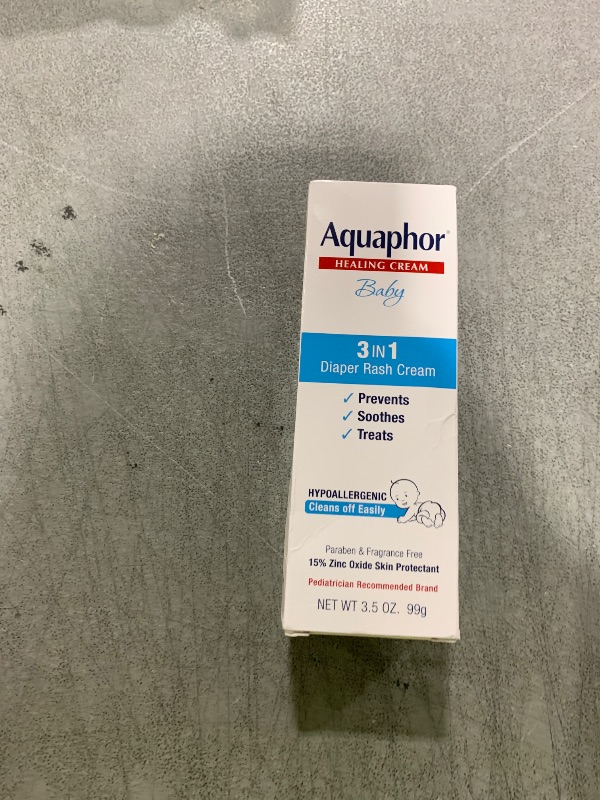 Aquaphor®
HEALING CREAM
Baby
3 IN 1
Diaper Rash Cream
✓ Prevents
✓ Soothes
✓ Treats
HYPOALLERGENIC
Cleans off Easily
Paraben & Fragrance Free
15% Zinc Oxide Skin Protectant
Pediatrician Recommended Brand
NET WT 3.5 OZ. 99g